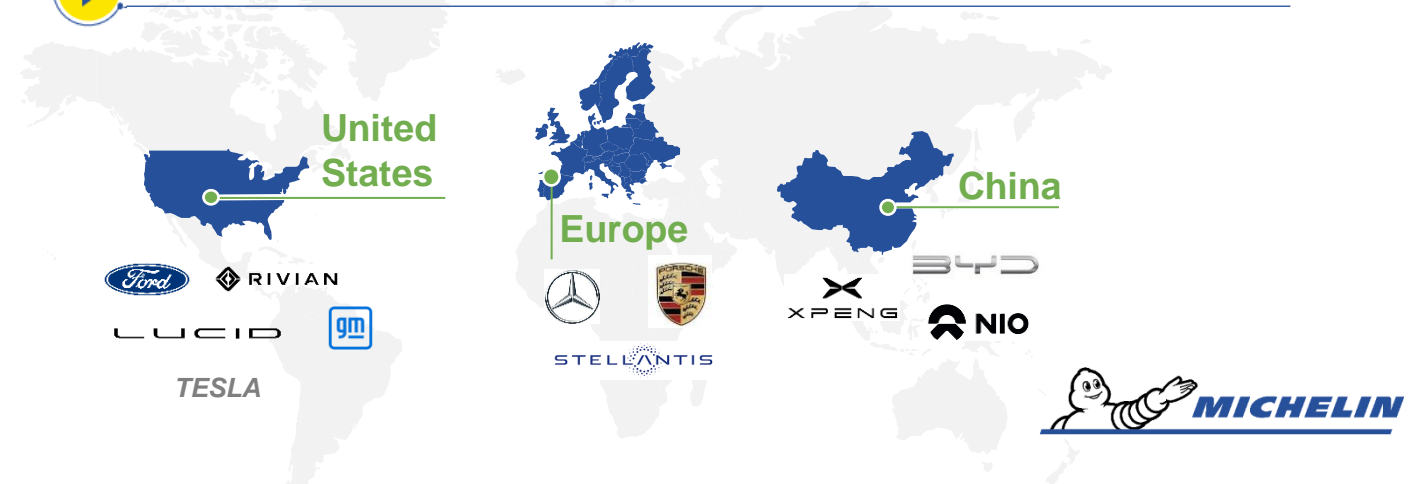 United
States
China
Europe
Ford
RIVIAN
LUCID
gm
TESLA
PORSCHE
STELLANTIS
BYD
XPENG
NIO
MICHELIN